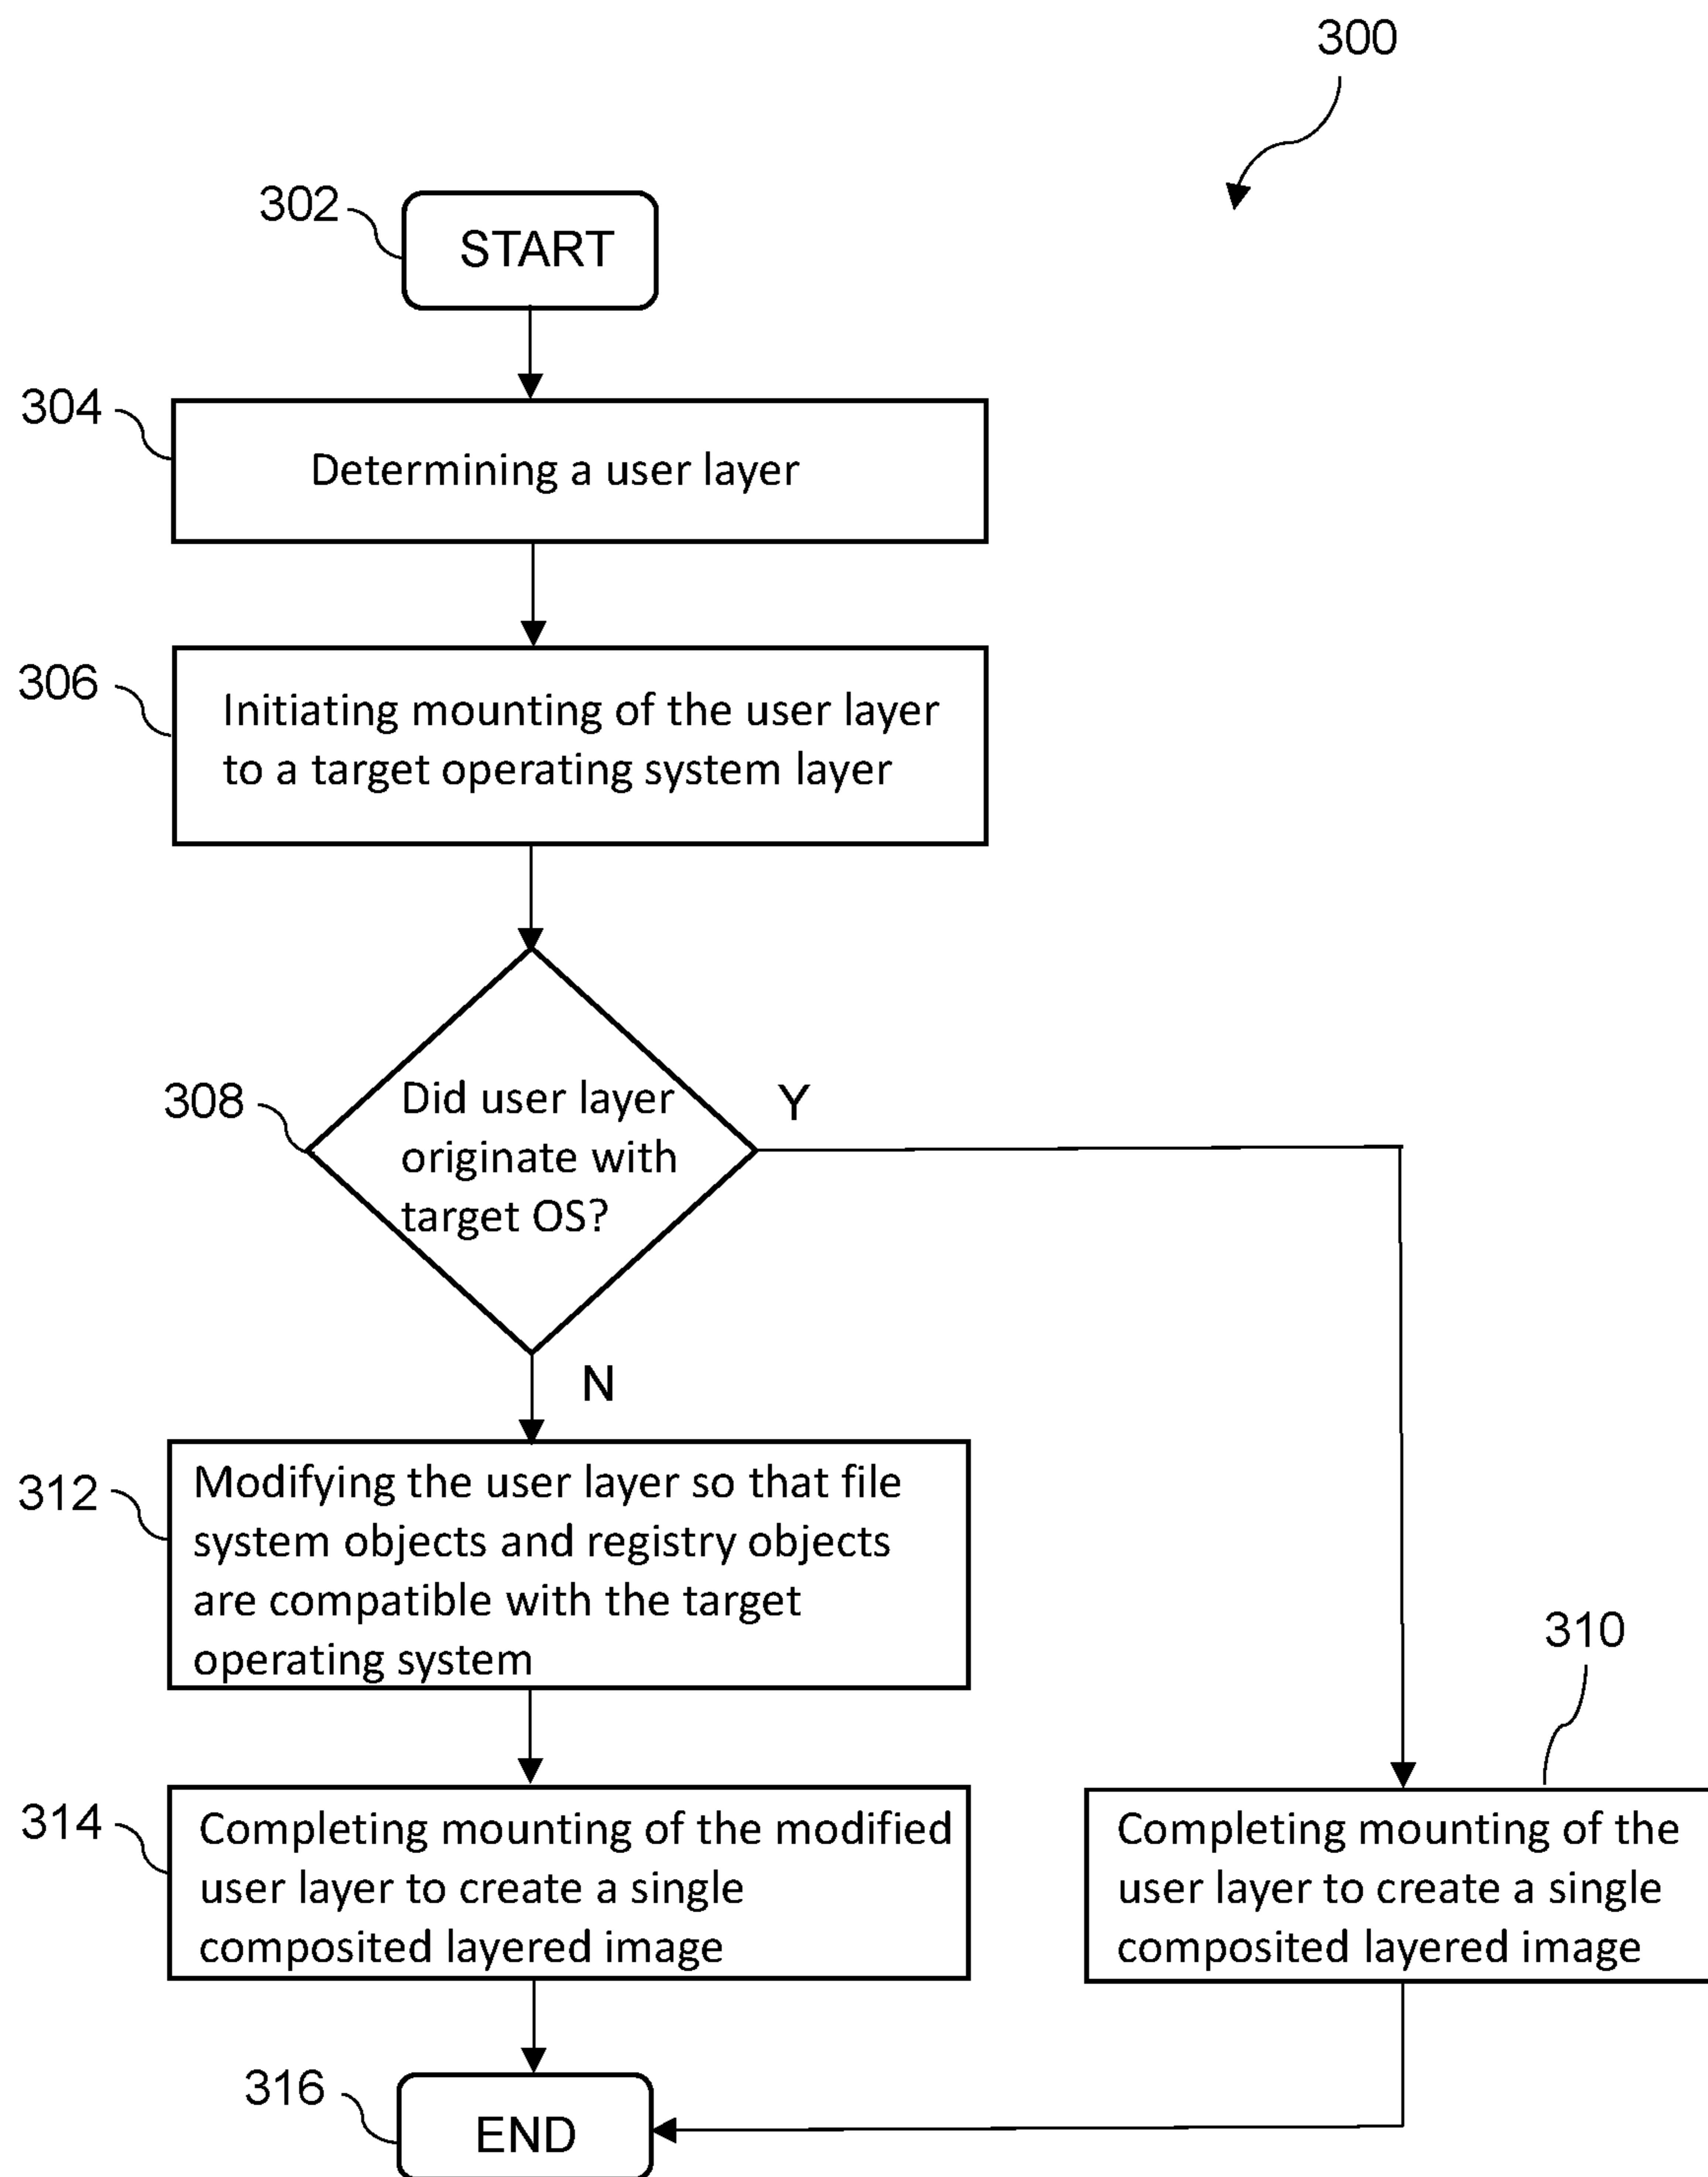 300
302
START
304
Determining a user layer
306
Initiating mounting of the user layer
to a target operating system layer
308
Did user layer
originate with
target OS?
Y
N
312
Modifying the user layer so that file
system objects and registry objects
are compatible with the target
operating system
310
314
Completing mounting of the modified
user layer to create a single
composited layered image
Completing mounting of the
user layer to create a single
composited layered image
316
END